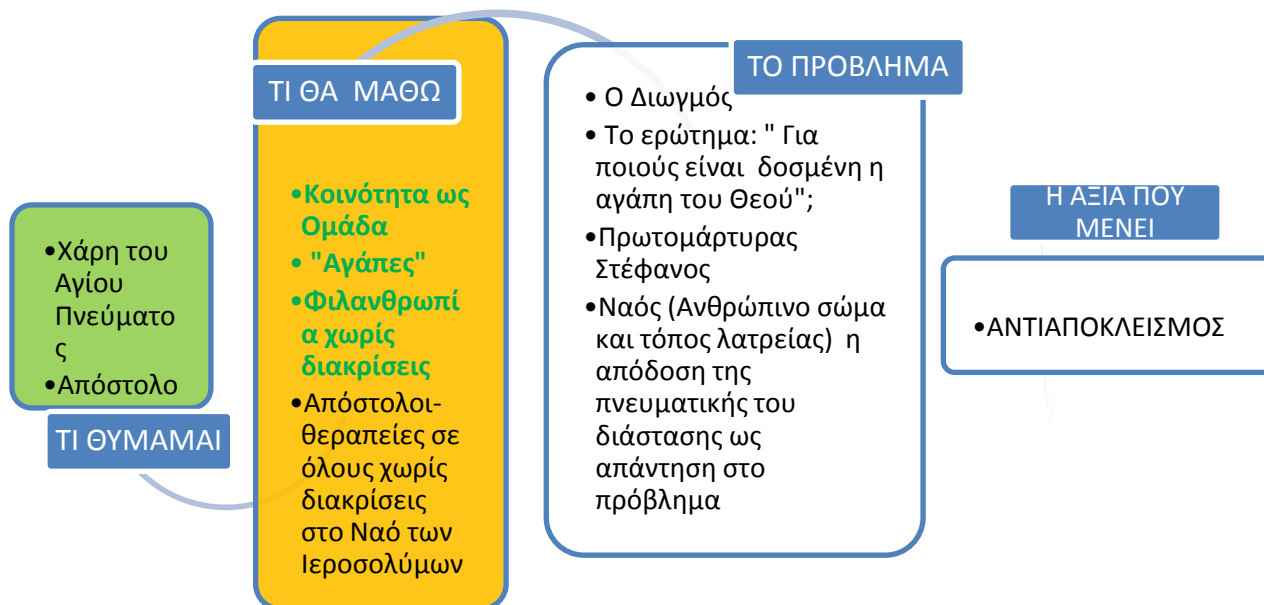 •Χάρη του
Αγίου
Πνεύματο
ς
•Απόστολο
ΤΙ ΘΥΜΑΜΑΙ
ΤΙ ΘΑ ΜΑΘΩ
•Κοινότητα ως
Ομάδα
• "Αγάπες"
•Φιλανθρωπί
α χωρίς
διακρίσεις
•Απόστολοι-
θεραπείες σε
όλους χωρίς
διακρίσεις
στο Ναό των
Ιεροσολύμων
ΤΟ ΠΡΟΒΛΗΜΑ
• Ο Διωγμός
• Το ερώτημα: " Για
ποιούς είναι δοσμένη η
αγάπη του Θεού";
•Πρωτομάρτυρας
Στέφανος
•Ναός (Ανθρώπινο σώμα
και τόπος λατρείας) η
απόδοση της
πνευματικής του
διάστασης ως
απάντηση στο
πρόβλημα
Η ΑΞΙΑ ΠΟΥ
ΜΕΝΕΙ
•ΑΝΤΙΑΠΟΚΛΕΙΣΜΟΣ